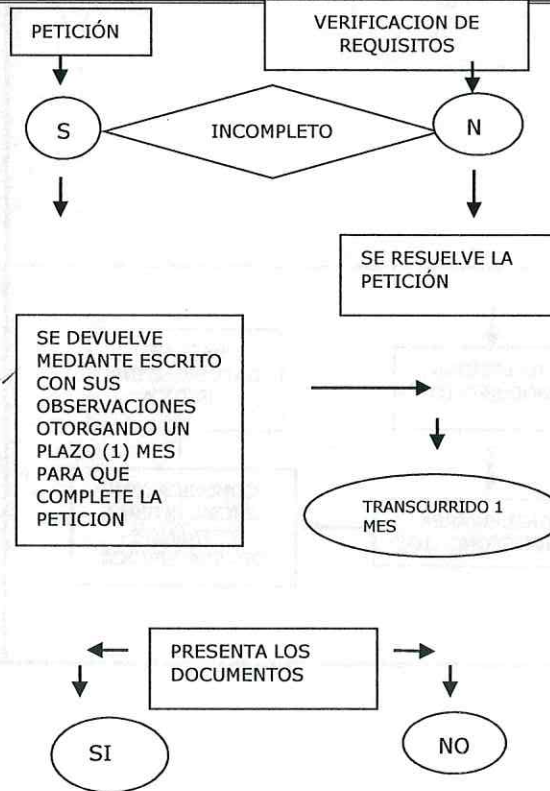 PETICIÓN
VERIFICACION DE
REQUISITOS
S
INCOMPLETO
N
SE RESUELVE LA
PETICIÓN
SE DEVUELVE
MEDIANTE ESCRITO
CON SUS
OBSERVACIONES
OTORGANDO UN
PLAZO (1) MES
PARA QUE
COMPLETE LA
PETICION
TRANSCURRIDO 1
MES
PRESENTA LOS
DOCUMENTOS
SI
NO